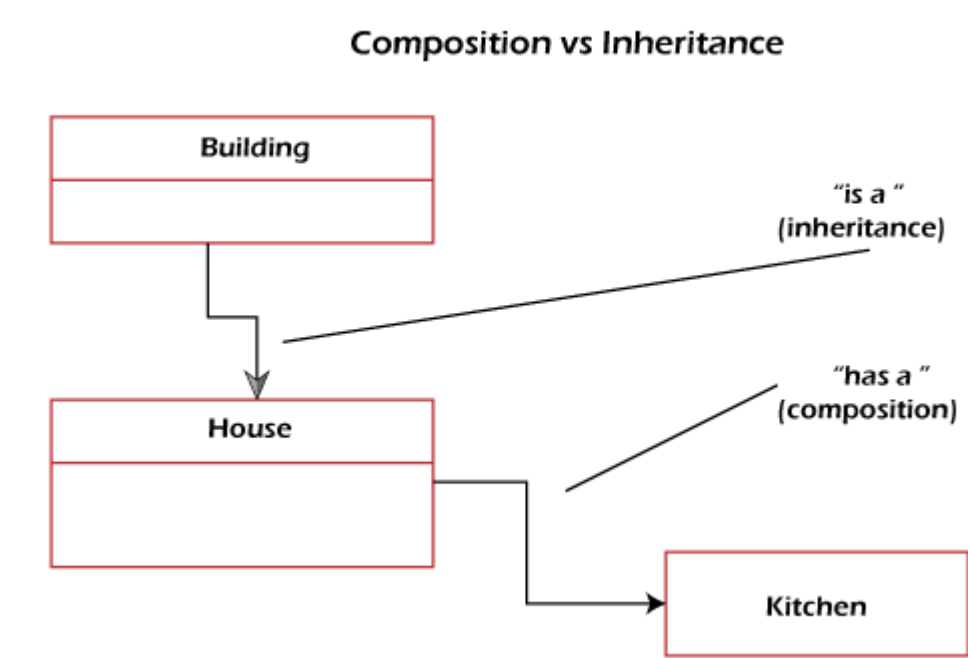 Composition vs Inheritance
Building
“is a ”
(inheritance)
“has a ”
(composition)
House
Kitchen